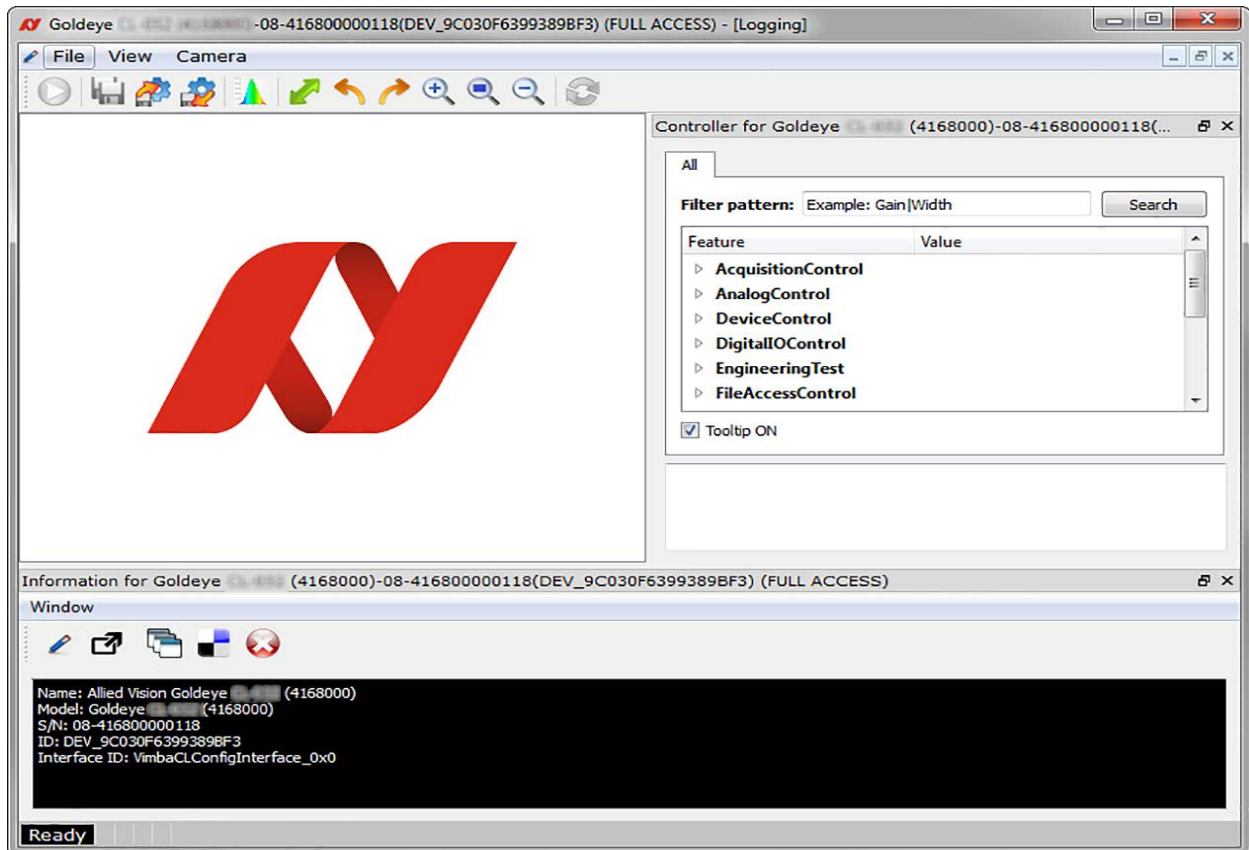 Goldeye -08-416800000118(DEV_9C030F6399389BF3) (FULL ACCESS) - [Logging]
File View Camera
Controller for Goldeye (4168000)-08-416800000118(...
All
Filter pattern: Example: Gain|Width Search
Feature Value
AcquisitionControl
AnalogControl
DeviceControl
DigitalIOControl
EngineeringTest
FileAccessControl
Tooltip ON
Information for Goldeye (4168000)-08-416800000118(DEV_9C030F6399389BF3) (FULL ACCESS)
Window
Name: Allied Vision Goldeye (4168000)
Model: Goldeye (4168000)
S/N: 08-416800000118
ID: DEV_9C030F6399389BF3
Interface ID: VimbaCLConfigInterface_0x0
Ready